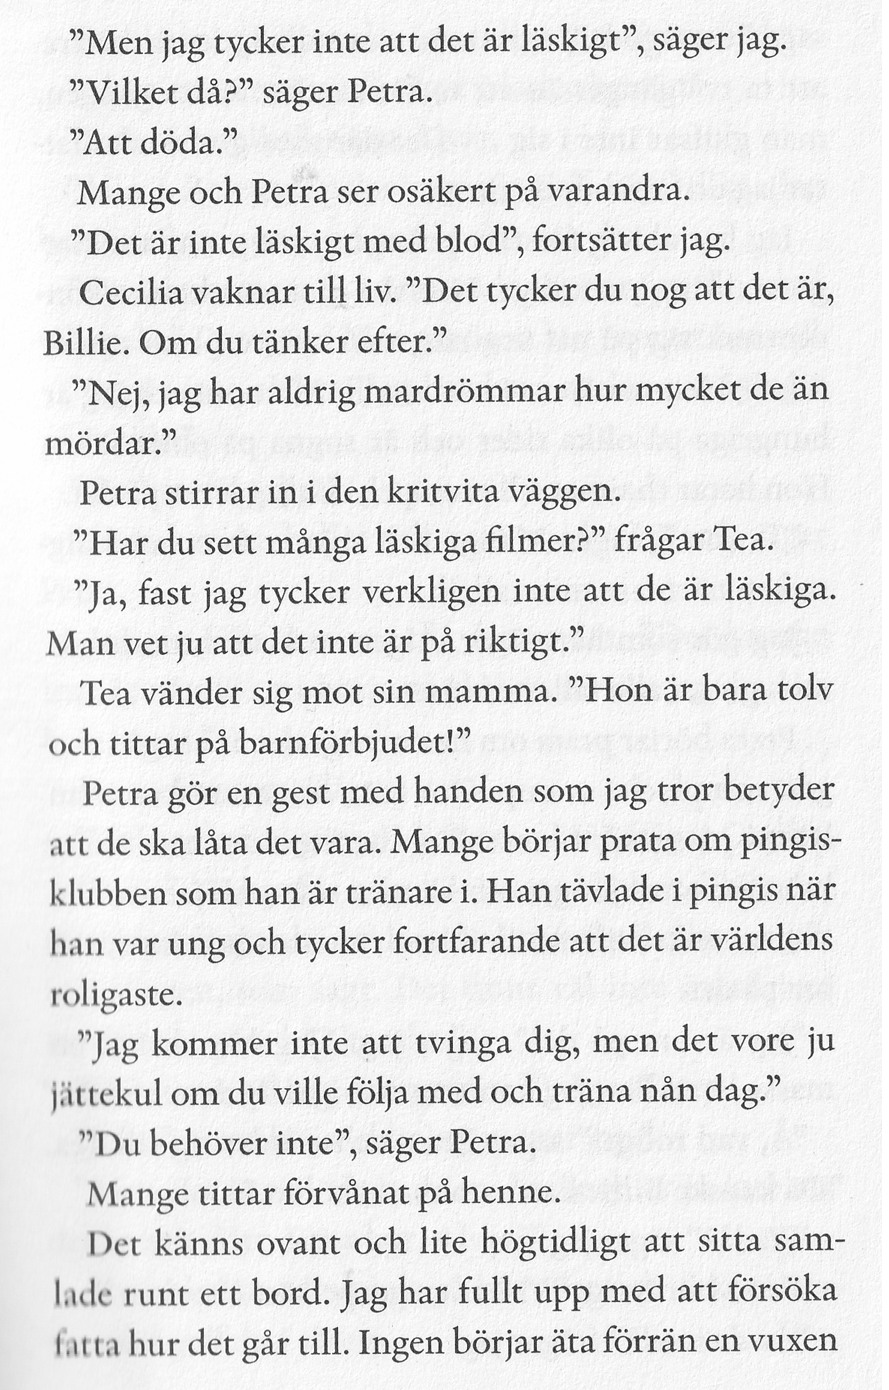 ”Men jag tycker inte att det är läskigt”, säger jag.
”Vilket då?” säger Petra.
”Att döda.”
Mange och Petra ser osäkert på varandra.
”Det är inte läskigt med blod”, fortsätter jag.
Cecilia vaknar till liv. ”Det tycker du nog att det är,
Billie. Om du tänker efter.”
”Nej, jag har aldrig mardrömmar hur mycket de än
mördar.”
Petra stirrar in i den kritvita väggen.
”Har du sett många läskiga filmer?” frågar Tea.
”Ja, fast jag tycker verkligen inte att de är läskiga.
Man vet ju att det inte är på riktigt.”
Tea vänder sig mot sin mamma. ”Hon är bara tolv
och tittar på barnförbjudet!”
Petra gör en gest med handen som jag tror betyder
att de ska låta det vara. Mange börjar prata om pingis-
klubben som han är tränare i. Han tävlade i pingis när
han var ung och tycker fortfarande att det är världens
roligaste.
”Jag kommer inte att tvinga dig, men det vore ju
jättekul om du ville följa med och träna nån dag.”
”Du behöver inte”, säger Petra.
Mange tittar förvånat på henne.
Det känns ovant och lite högtidligt att sitta sam-
lade runt ett bord. Jag har fullt upp med att försöka
fatta hur det går till. Ingen börjar äta förrän en vuxen